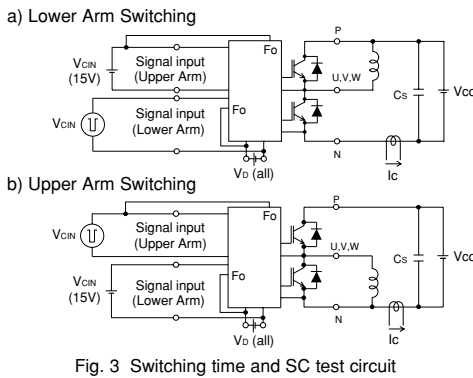 a) Lower Arm Switching
P
Fo
VCIN
(15V)
Signal input
(Upper Arm)
U,V,W
CS
Vcc
Signal input
(Lower Arm)
Fo
VCIN
N
VD (all)
Ic
b) Upper Arm Switching
P
Fo
VCIN
Signal input
(Upper Arm)
U,V,W
CS
Vcc
VCIN
(15V)
Signal input
(Lower Arm)
Fo
N
VD (all)
Ic
Fig. 3 Switching time and SC test circuit